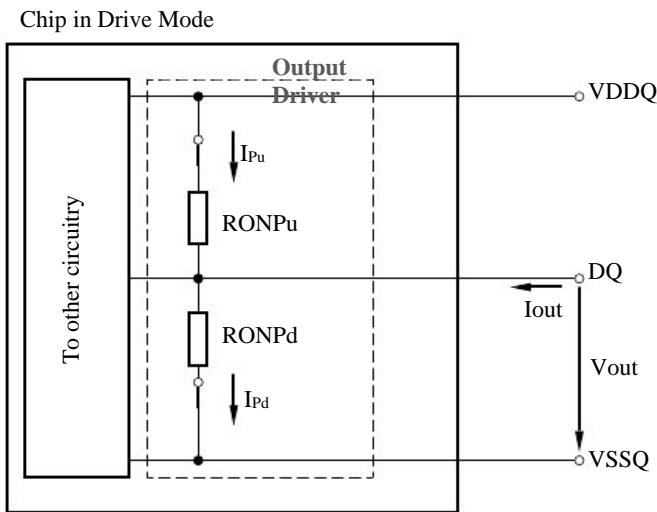 Chip in Drive Mode
Output
Driver
VDDQ
IPu
RONPu
To other circuitry
DQ
Iout
RONPd
Vout
IPd
VSSQ